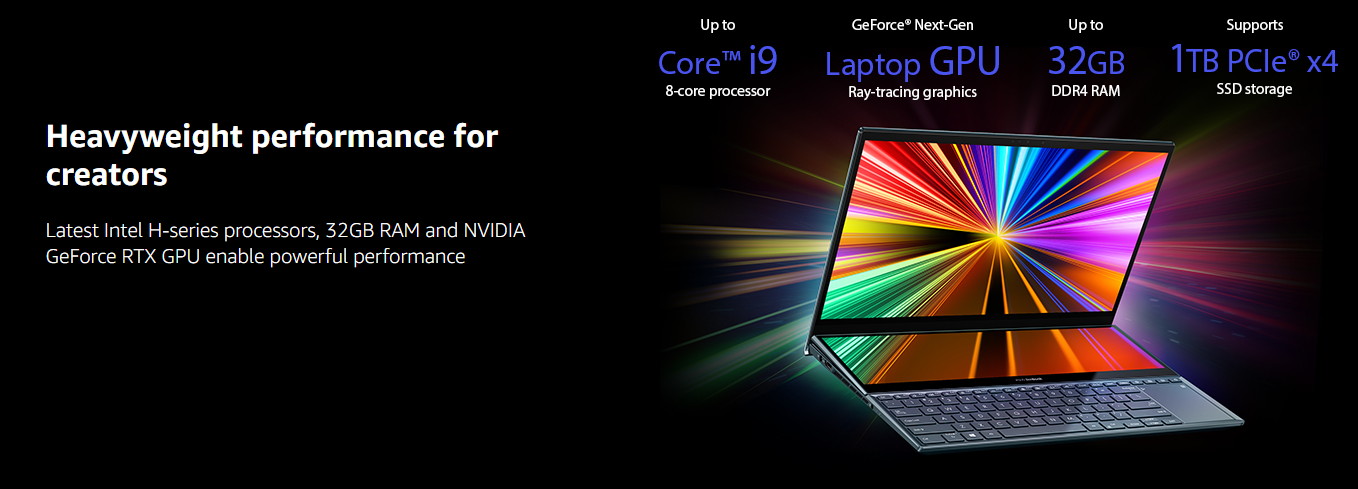 Up to
Core™ i9
8-core processor
GeForce® Next-Gen
Laptop GPU
Ray-tracing graphics
Up to
32GB
DDR4 RAM
Supports
1TB PCIe® x4
SSD storage
Heavyweight performance for
creators
Latest Intel H-series processors, 32GB RAM and NVIDIA
GeForce RTX GPU enable powerful performance